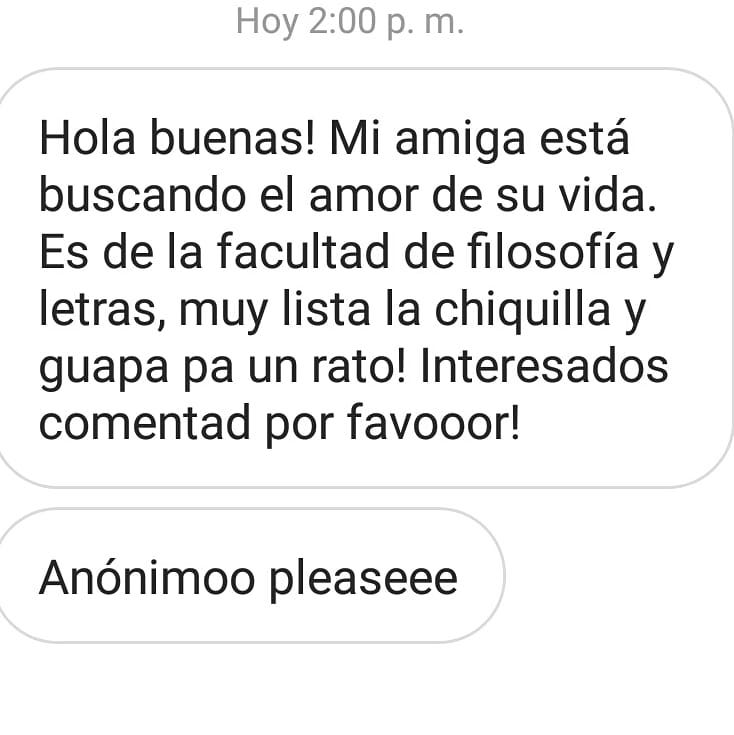 Hoy 2:00 p. m.
Hola buenas! Mi amiga está
buscando el amor de su vida.
Es de la facultad de filosofía y
letras, muy lista la chiquilla y
guapa pa un rato! Interesados
comentad por favooor!
Anónimoo pleaseee